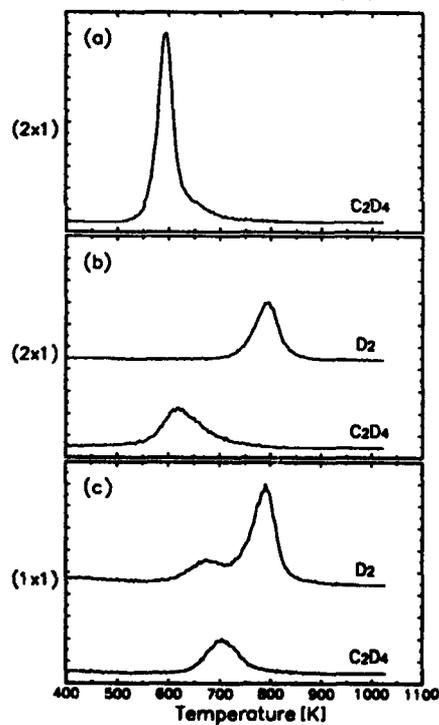 (a)
(2x1)
C2D4
(b)
D2
(2x1)
C2D4
(c)
D2
(1x1)
C2D4
400 500 600 700 800 900 1000 1100
Temperature [K]